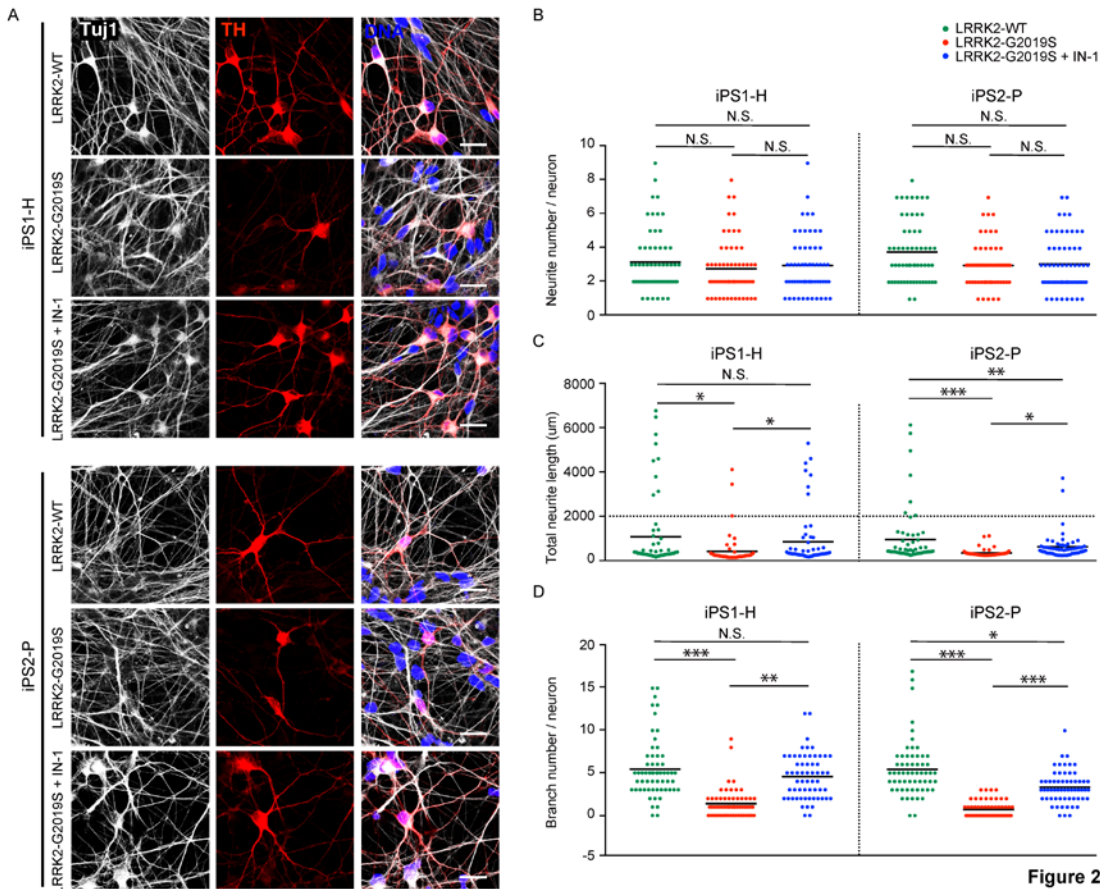 A
Tuj1 TH DNA
iPS1-H
LRRK2-WT
LRRK2-G2019S
LRRK2-G2019S + IN-1
iPS2-P
LRRK2-WT
LRRK2-G2019S
LRRK2-G2019S + IN-1
B
LRRK2-WT
LRRK2-G2019S
LRRK2-G2019S + IN-1
iPS1-H iPS2-P
N.S. N.S.
N.S. N.S. N.S. N.S.
Neurite number / neuron
10
8
6
4
2
0
C
iPS1-H iPS2-P
N.S. **
* ***
* *
Total neurite length (um)
8000
6000
4000
2000
0
D
iPS1-H iPS2-P
N.S. *
*** ***
** ***
Branch number / neuron
20
15
10
5
0
-5
Figure 2